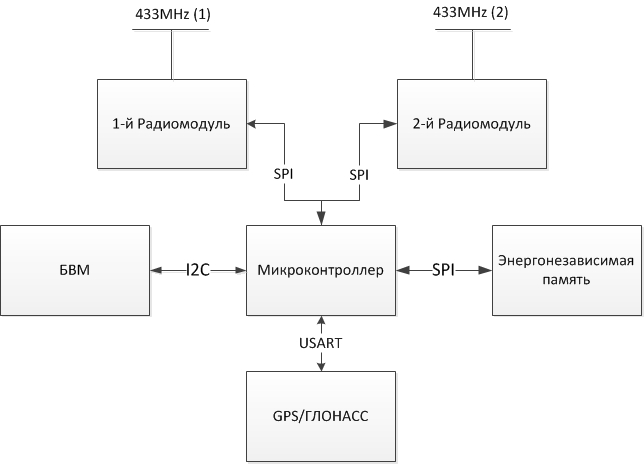 433MHz (1)
433MHz (2)
1-й Радиомодуль
2-й Радиомодуль
SPI
SPI
БВМ
I2C
Микроконтроллер
SPI
Энергонезависимая
память
USART
GPS/ГЛОНАСС